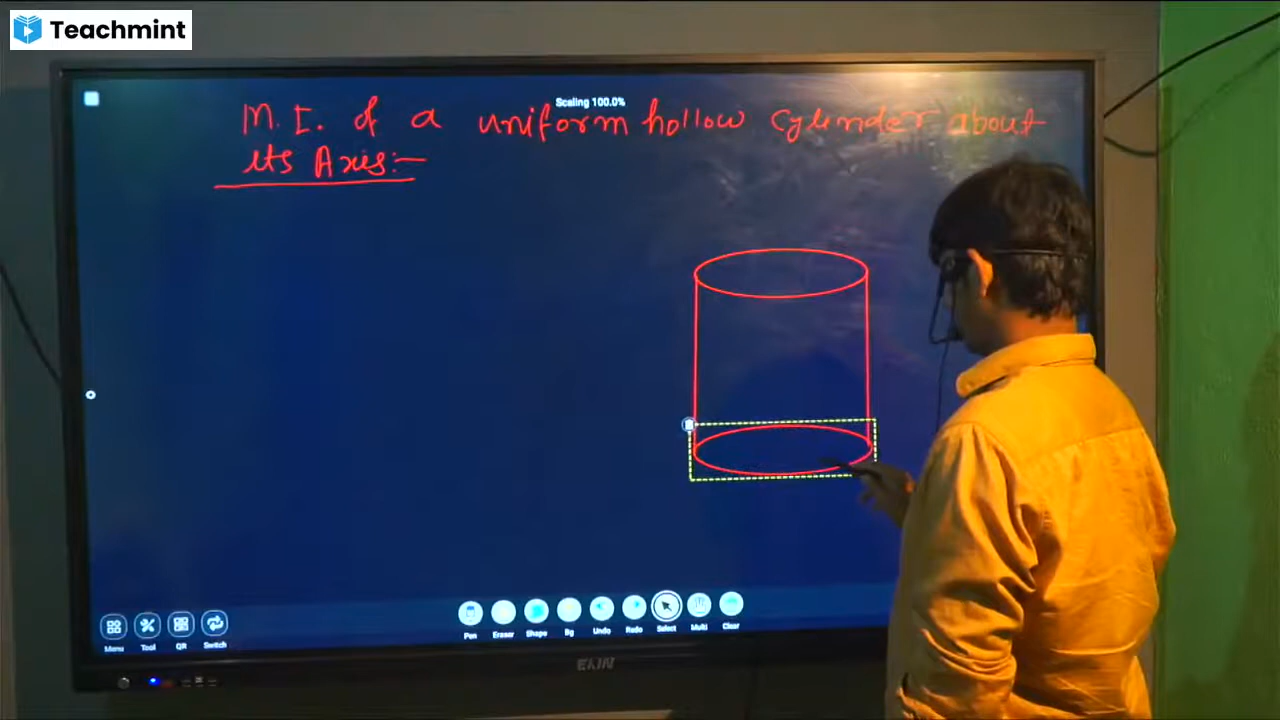 Teachmint
Scaling 100.0%
M. I. of a uniform hollow cylinder about
its Axis:-
Menu Tool QR Switch
Pen Eraser Shape Bg Undo Redo Select Multi Clear